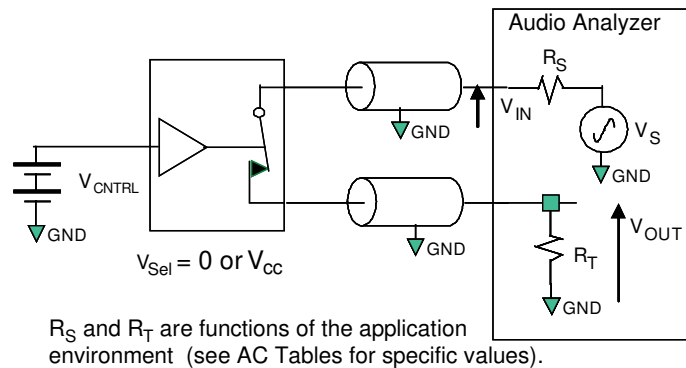 Audio Analyzer
R_S
V_IN
GND
V_S
V_CNTRL
GND
GND
GND
V_OUT
R_T
GND
V_Sel = 0 or V_cc
R_S and R_T are functions of the application
environment (see AC Tables for specific values).